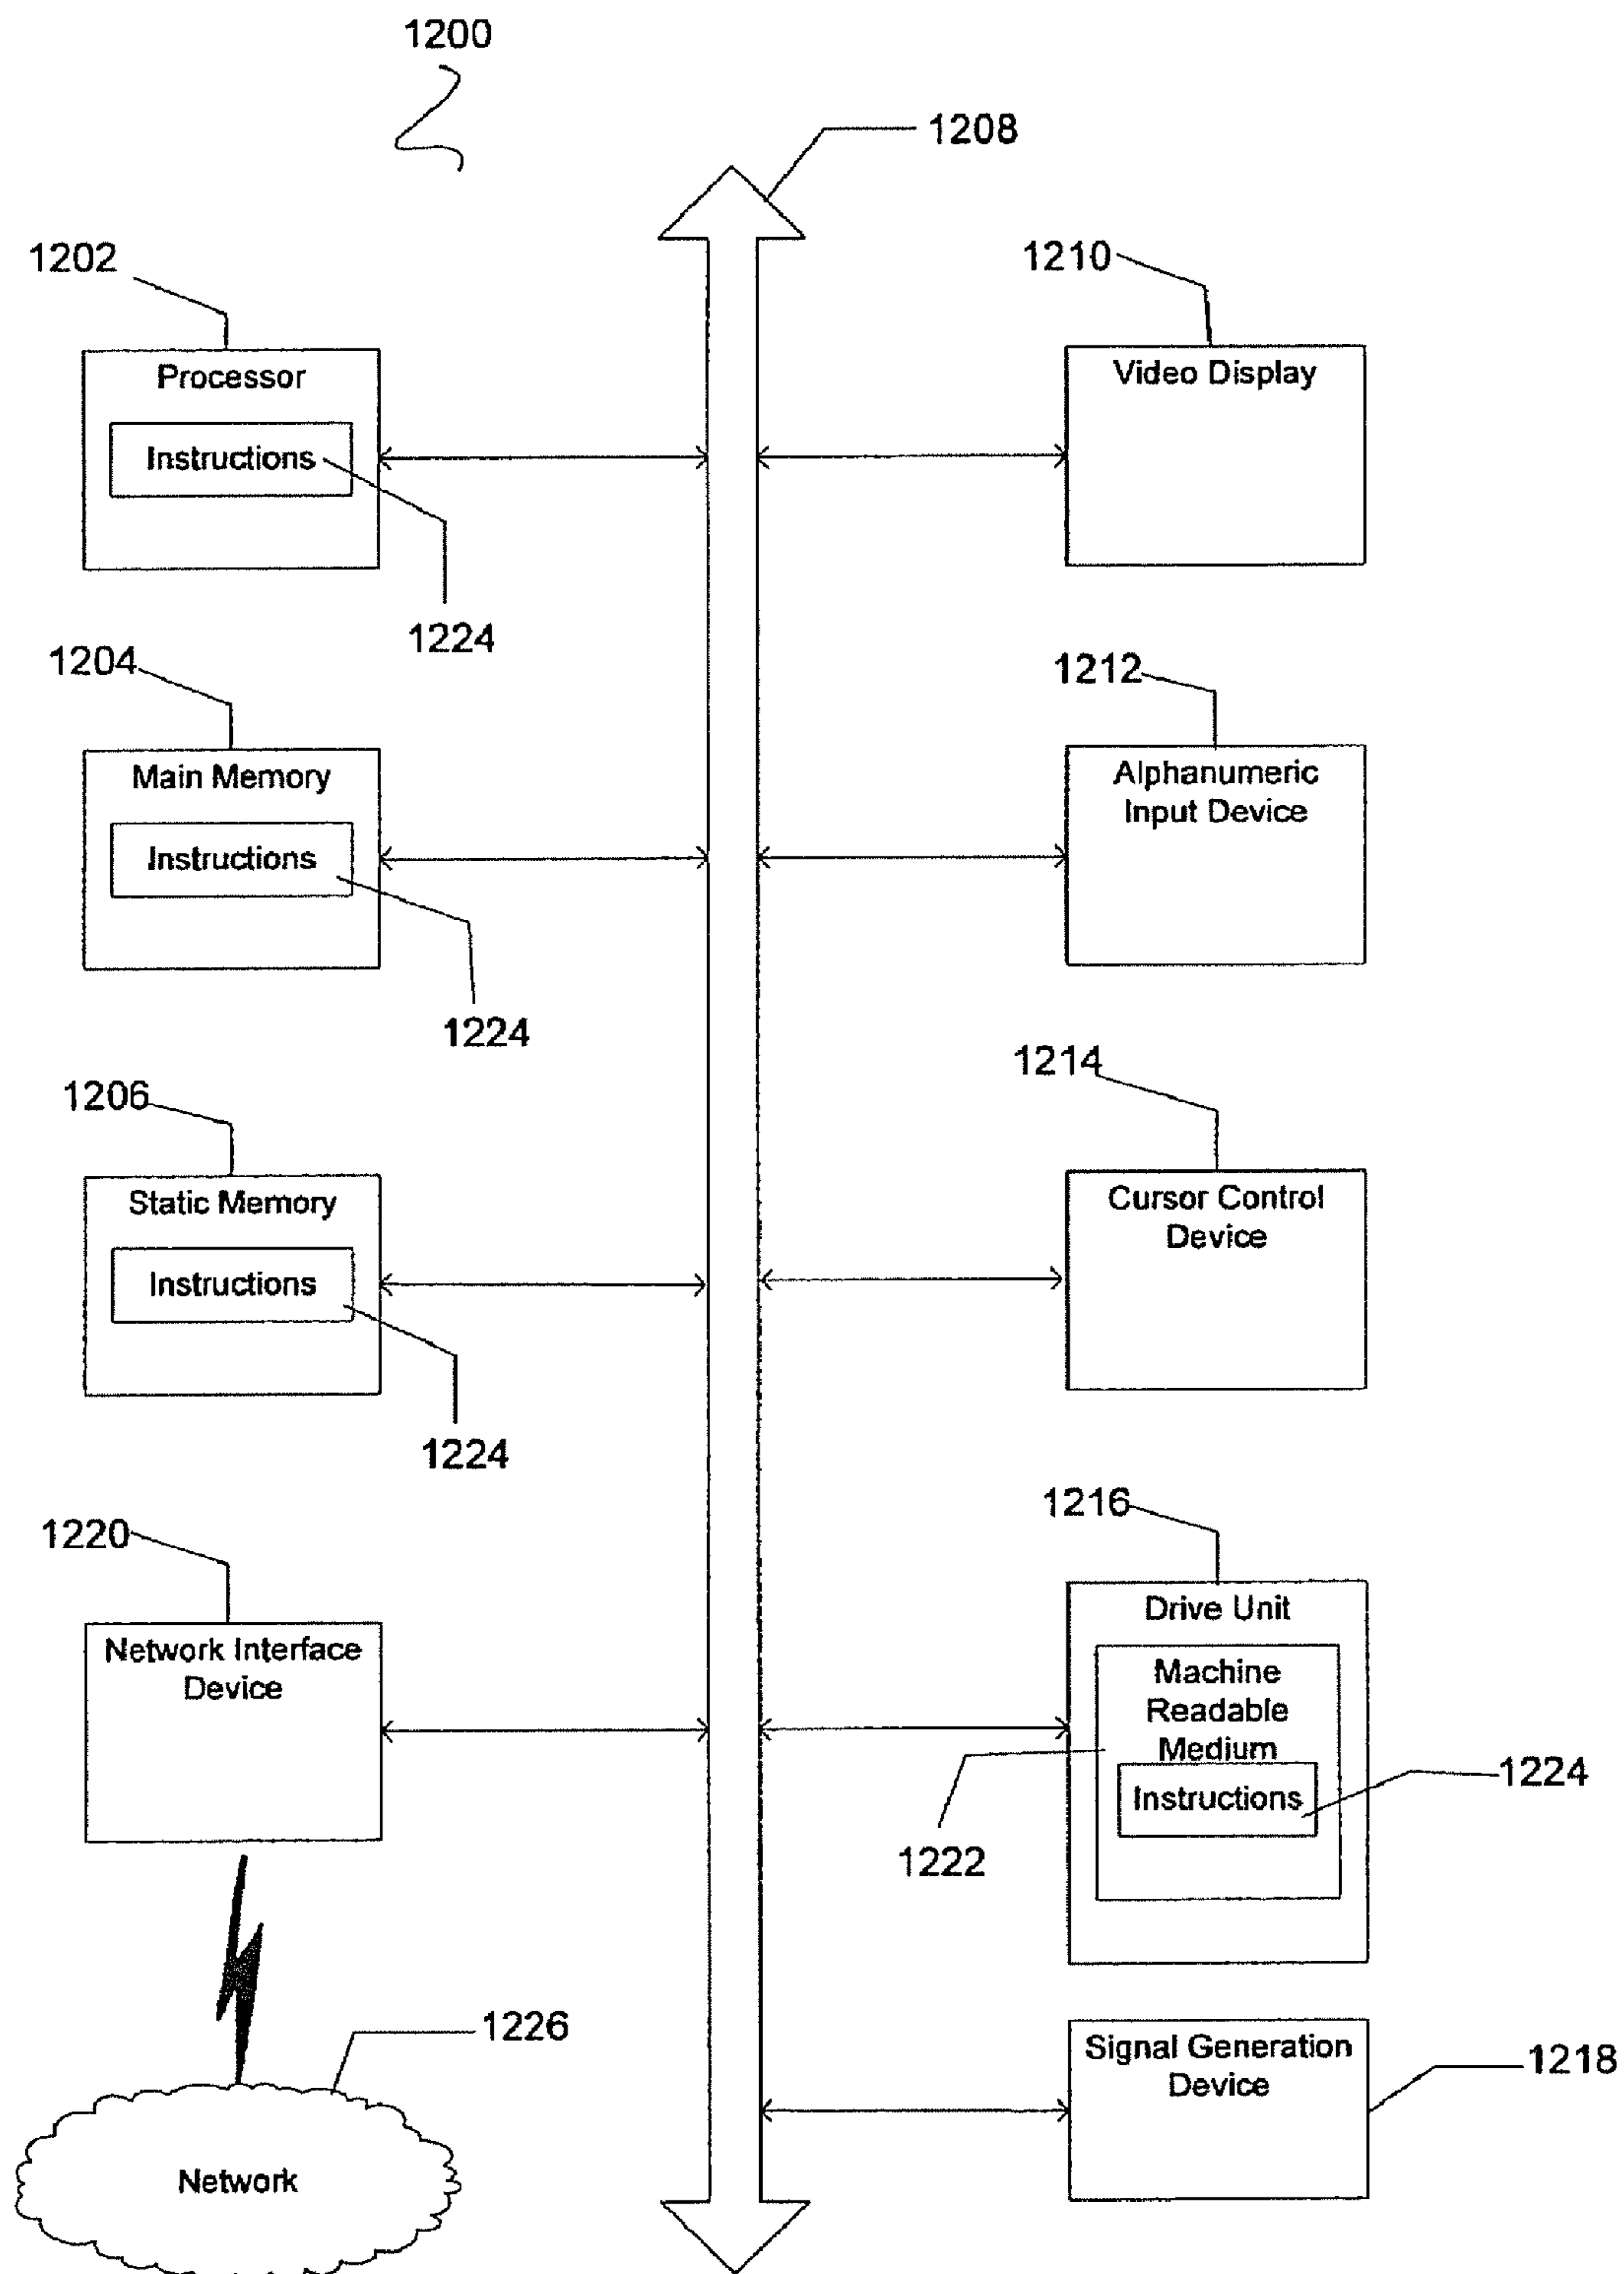 1200
1208
1202
Processor
Instructions
1224
1210
Video Display
1204
Main Memory
Instructions
1224
1212
Alphanumeric
Input Device
1206
Static Memory
Instructions
1224
1214
Cursor Control
Device
1220
Network Interface
Device
1216
Drive Unit
Machine
Readable
Medium
Instructions
1224
1222
1226
Network
Signal Generation
Device
1218